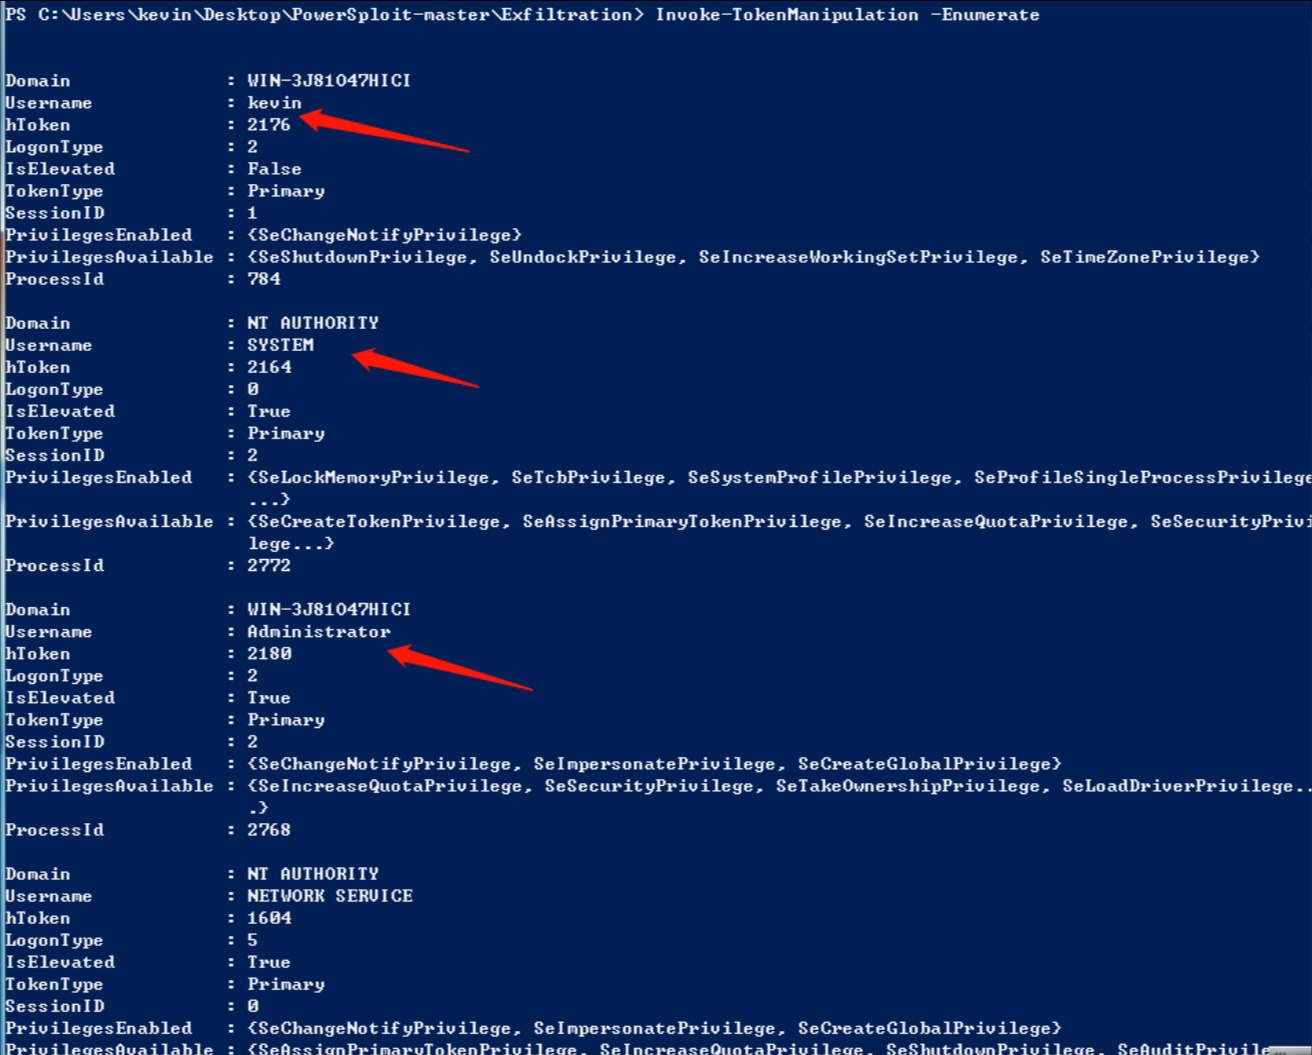 PS C:\Users\kevin\Desktop\PowerSploit-master\Exfiltration> Invoke-TokenManipulation -Enumerate
Domain : WIN-3J81O47HICI
Username : kevin
hToken : 2176
LogonType : 2
IsElevated : False
TokenType : Primary
SessionID : 1
PrivilegesEnabled : {SeChangeNotifyPrivilege}
PrivilegesAvailable : {SeShutdownPrivilege, SeUndockPrivilege, SeIncreaseWorkingSetPrivilege, SeTimeZonePrivilege}
ProcessId : 784
Domain : NT AUTHORITY
Username : SYSTEM
hToken : 2164
LogonType : 0
IsElevated : True
TokenType : Primary
SessionID : 2
PrivilegesEnabled : {SeLockMemoryPrivilege, SeTcbPrivilege, SeSystemProfilePrivilege, SeProfileSingleProcessPrivilege
...}
PrivilegesAvailable : {SeCreateTokenPrivilege, SeAssignPrimaryTokenPrivilege, SeIncreaseQuotaPrivilege, SeSecurityPrivi
lege...}
ProcessId : 2772
Domain : WIN-3J81O47HICI
Username : Administrator
hToken : 2180
LogonType : 2
IsElevated : True
TokenType : Primary
SessionID : 2
PrivilegesEnabled : {SeChangeNotifyPrivilege, SeImpersonatePrivilege, SeCreateGlobalPrivilege}
PrivilegesAvailable : {SeIncreaseQuotaPrivilege, SeSecurityPrivilege, SeTakeOwnershipPrivilege, SeLoadDriverPrivilege..
.}
ProcessId : 2768
Domain : NT AUTHORITY
Username : NETWORK SERVICE
hToken : 1604
LogonType : 5
IsElevated : True
TokenType : Primary
SessionID : 0
PrivilegesEnabled : {SeChangeNotifyPrivilege, SeImpersonatePrivilege, SeCreateGlobalPrivilege}
PrivilegesAvailable : {SeAssignPrimaryTokenPrivilege, SeIncreaseQuotaPrivilege, SeShutdownPrivilege, SeAuditPrivile